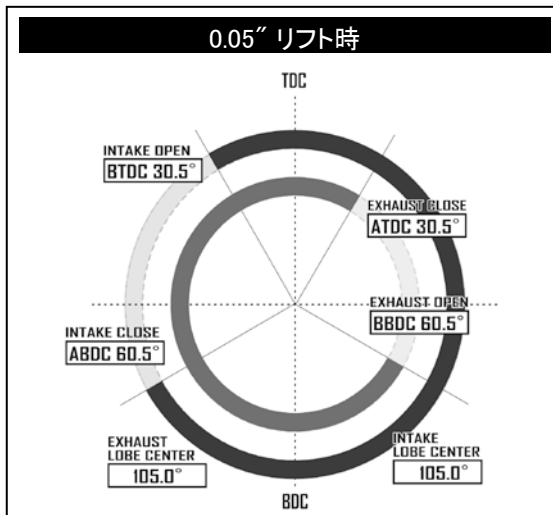 0.05″ リフト時
TDC
INTAKE OPEN
BTDC 30.5°
EXHAUST CLOSE
ATDC 30.5°
EXHAUST OPEN
BBDC 60.5°
INTAKE CLOSE
ABDC 60.5°
EXHAUST
LOBE CENTER
105.0°
INTAKE
LOBE CENTER
105.0°
BDC